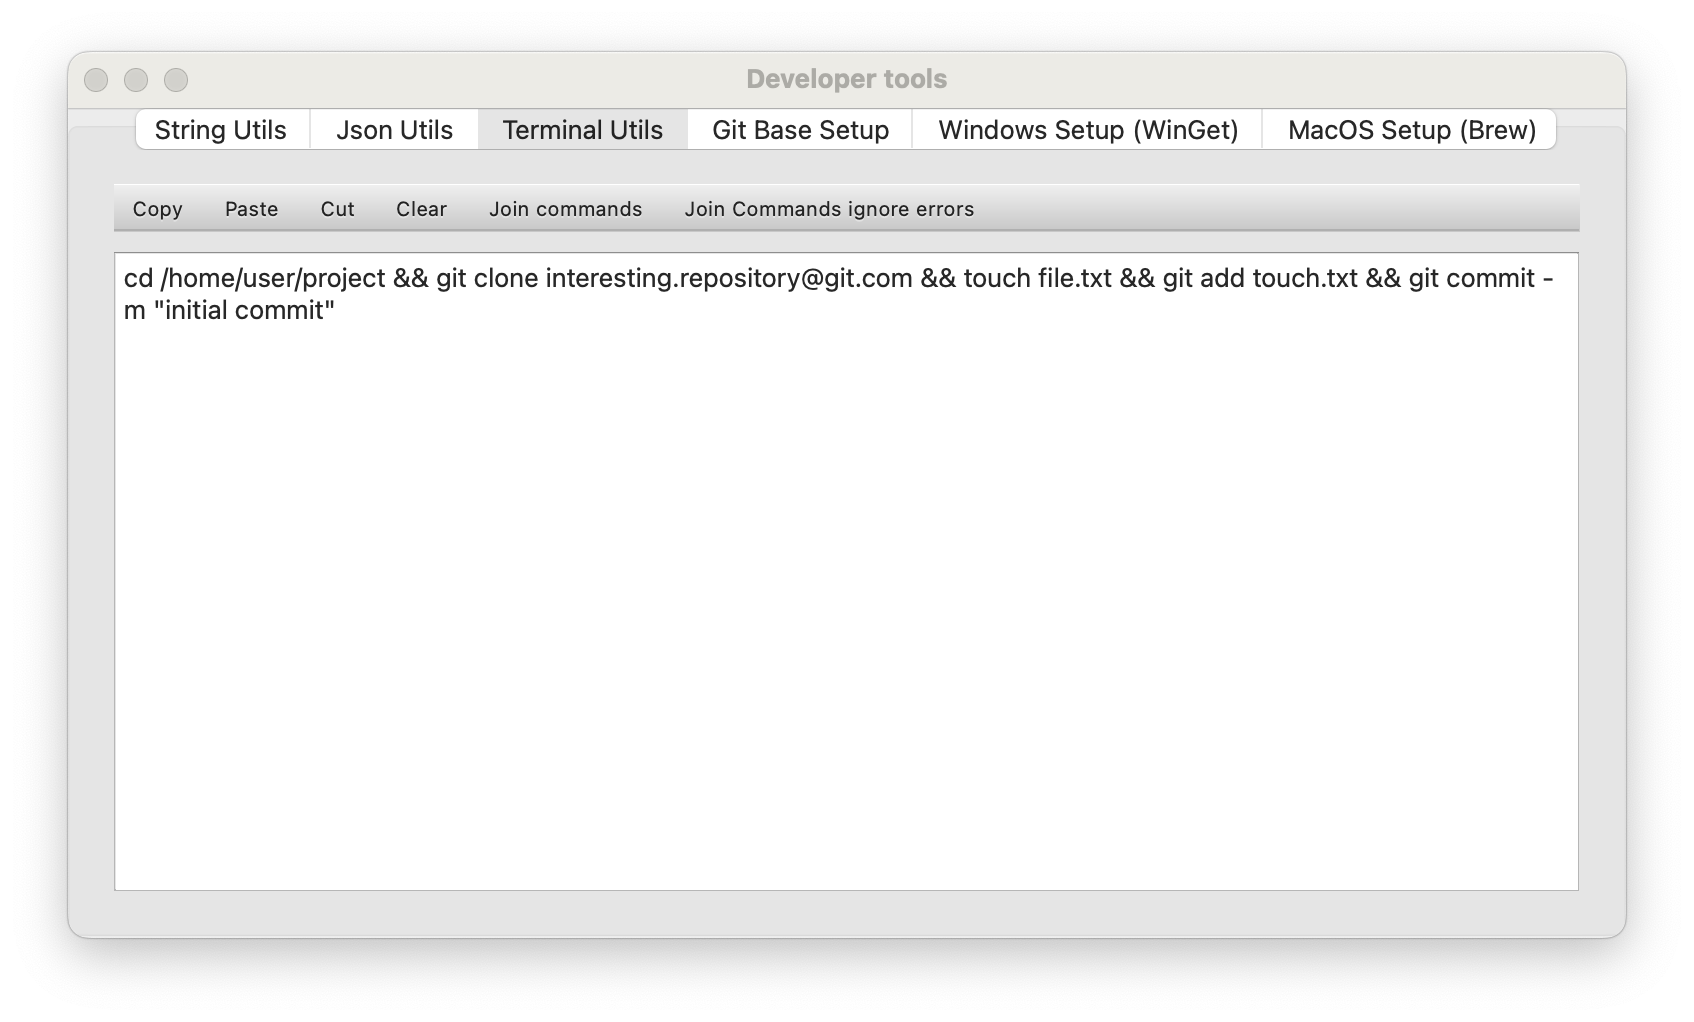 Developer tools
String Utils Json Utils Terminal Utils Git Base Setup Windows Setup (WinGet) MacOS Setup (Brew)
Copy Paste Cut Clear Join commands Join Commands ignore errors
cd /home/user/project && git clone interesting.repository@git.com && touch file.txt && git add touch.txt && git commit -
m "initial commit"